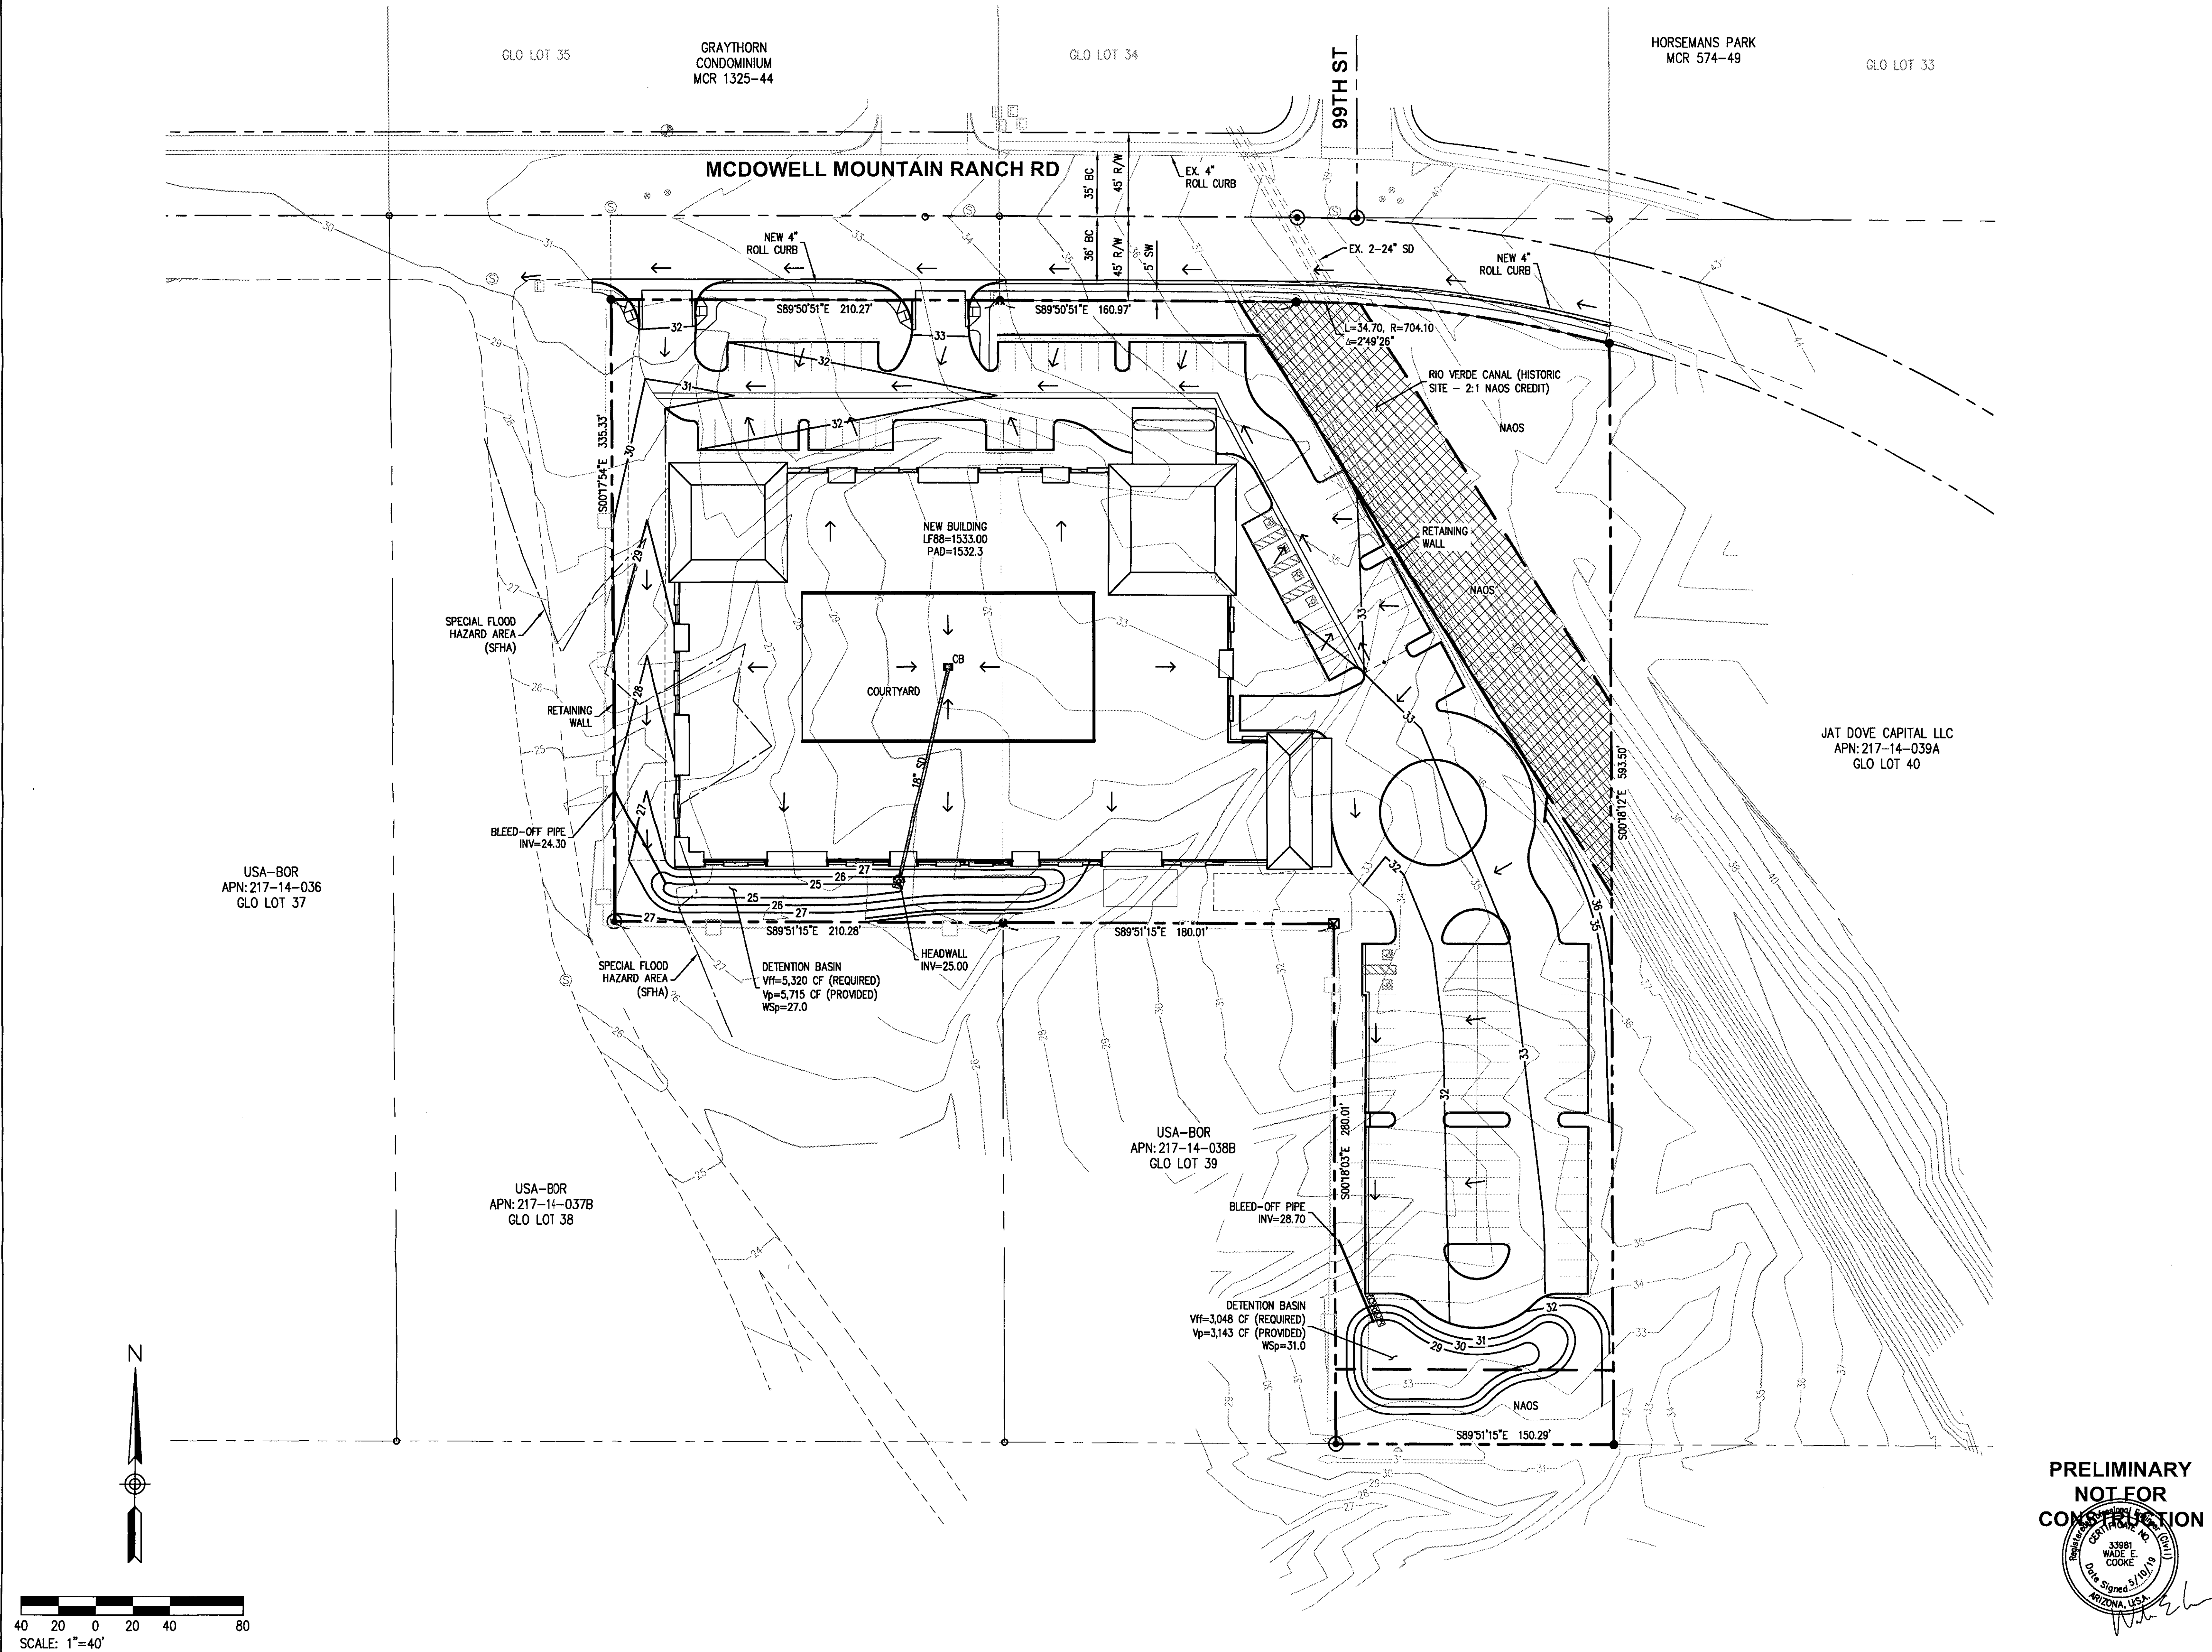 GLO LOT 35
GRAYTHORN
CONDOMINIUM
MCR 1325-44
GLO LOT 34
99TH ST
HORSEMANS PARK
MCR 574-49
GLO LOT 33
MCDOWELL MOUNTAIN RANCH RD
35' BC
45' R/W
EX. 4"
ROLL CURB
36' BC
45' R/W
5' SW
NEW 4"
ROLL CURB
EX. 2-24" SD
NEW 4"
ROLL CURB
S89°50'51"E 210.27'
S89°50'51"E 160.97'
L=34.70, R=704.10
Δ=2°49'26"
RIO VERDE CANAL (HISTORIC
SITE - 2:1 NAOS CREDIT)
NAOS
S00°17'54"E 335.33'
NEW BUILDING
LF88=1533.00
PAD=1532.3
RETAINING
WALL
NAOS
SPECIAL FLOOD
HAZARD AREA
(SFHA)
CB
COURTYARD
RETAINING
WALL
18" SD
S00°18'12"E 593.50'
JAT DOVE CAPITAL LLC
APN: 217-14-039A
GLO LOT 40
BLEED-OFF PIPE
INV=24.30
USA-BOR
APN: 217-14-036
GLO LOT 37
S89°51'15"E 210.28'
S89°51'15"E 180.01'
HEADWALL
INV=25.00
SPECIAL FLOOD
HAZARD AREA
(SFHA)
DETENTION BASIN
Vff=5,320 CF (REQUIRED)
Vp=5,715 CF (PROVIDED)
WSp=27.0
USA-BOR
APN: 217-14-038B
GLO LOT 39
S00°18'03"E 280.01'
USA-BOR
APN: 217-14-037B
GLO LOT 38
BLEED-OFF PIPE
INV=28.70
DETENTION BASIN
Vff=3,048 CF (REQUIRED)
Vp=3,143 CF (PROVIDED)
WSp=31.0
NAOS
S89°51'15"E 150.29'
N
40 20 0 20 40 80
SCALE: 1"=40'
PRELIMINARY
NOT FOR
CONSTRUCTION
Registered Professional Engineer (Civil)
CERTIFICATE NO.
33981
WADE E.
COOKE
Date Signed 5/10/19
ARIZONA, U.S.A.